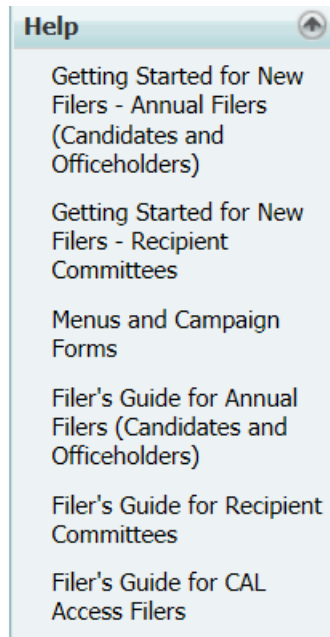 Help
Getting Started for New
Filers - Annual Filers
(Candidates and
Officeholders)
Getting Started for New
Filers - Recipient
Committees
Menus and Campaign
Forms
Filer's Guide for Annual
Filers (Candidates and
Officeholders)
Filer's Guide for Recipient
Committees
Filer's Guide for CAL
Access Filers